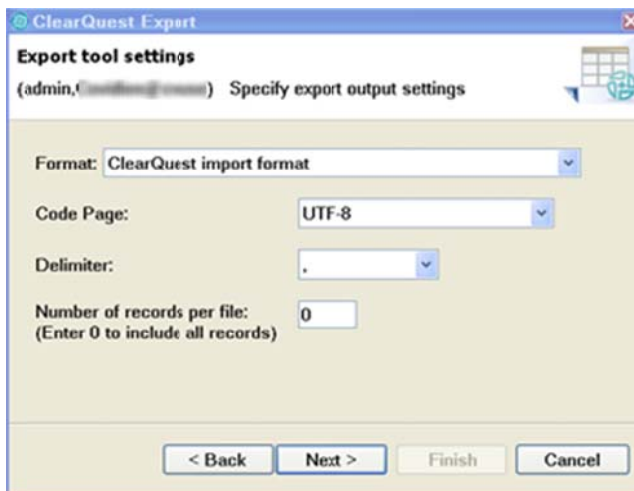 ClearQuest Export
Export tool settings
(admin, ) Specify export output settings
Format: ClearQuest import format
Code Page: UTF-8
Delimiter: ,
Number of records per file: 0
(Enter 0 to include all records)
< Back Next > Finish Cancel